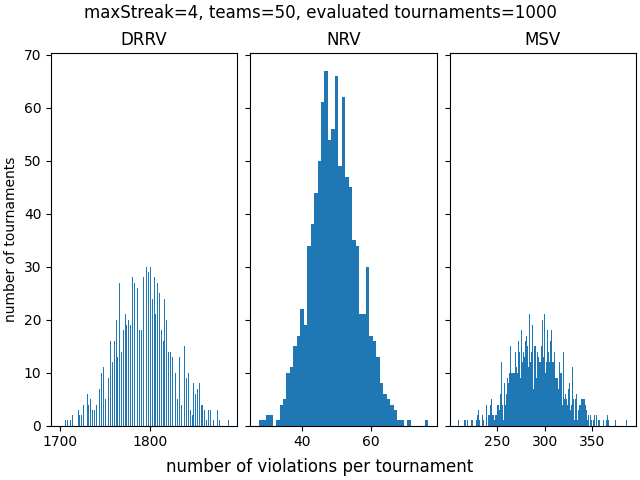 maxStreak=4, teams=50, evaluated tournaments=1000
DRRV NRV MSV
70
60
50
40
30
20
10
0
number of tournaments
1700 1800 40 60 250 300 350
number of violations per tournament